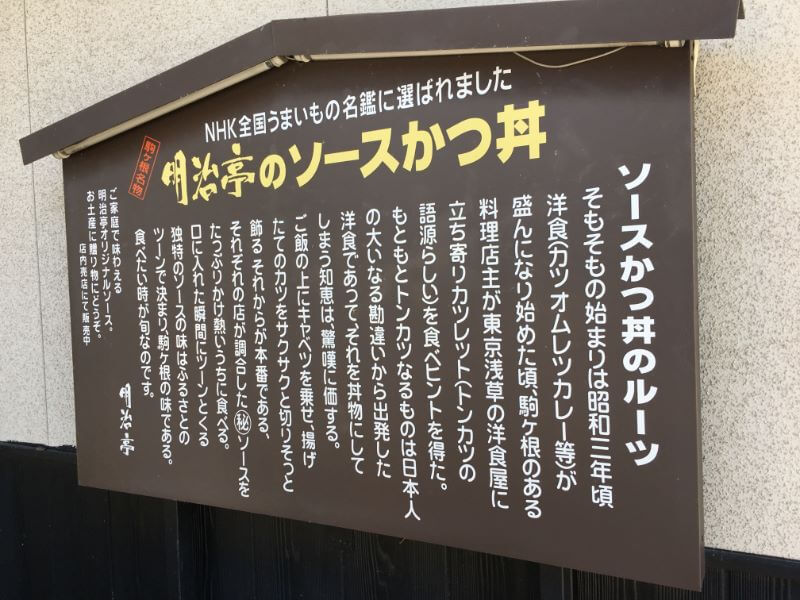 NHK全国うまいもの名鑑に選ばれました
駒ヶ根名物
明治亭のソースかつ丼
ソースかつ丼のルーツ
そもそもの始まりは昭和三年頃
洋食(カツオムレツカレー等)が
盛んになり始めた頃、駒ヶ根のある
料理店主が東京浅草の洋食屋に
立ち寄りカツレット(トンカツの
語源らしい)を食べヒントを得た。
もともとトンカツなるものは日本人
の大いなる勘違いから出発した
洋食であって、それを丼物にして
しまう知恵は、驚嘆に価する。
ご飯の上にキャベツを乗せ、揚げ
たてのカツをサクサクと切りそっと
飾る。それからが本番である、
それぞれの店が調合した㊙ソースを
たっぷりかけ熱いうちに食べる。
口に入れた瞬間にツーンとくる
独特のソースの味はふるさとの
ツーンで決まり、駒ヶ根の味である。
食べたい時が旬なのです。
明治亭
ご家庭で味わえる
明治亭オリジナルソース。
お土産に贈り物にどうぞ。
店内売店にて販売中